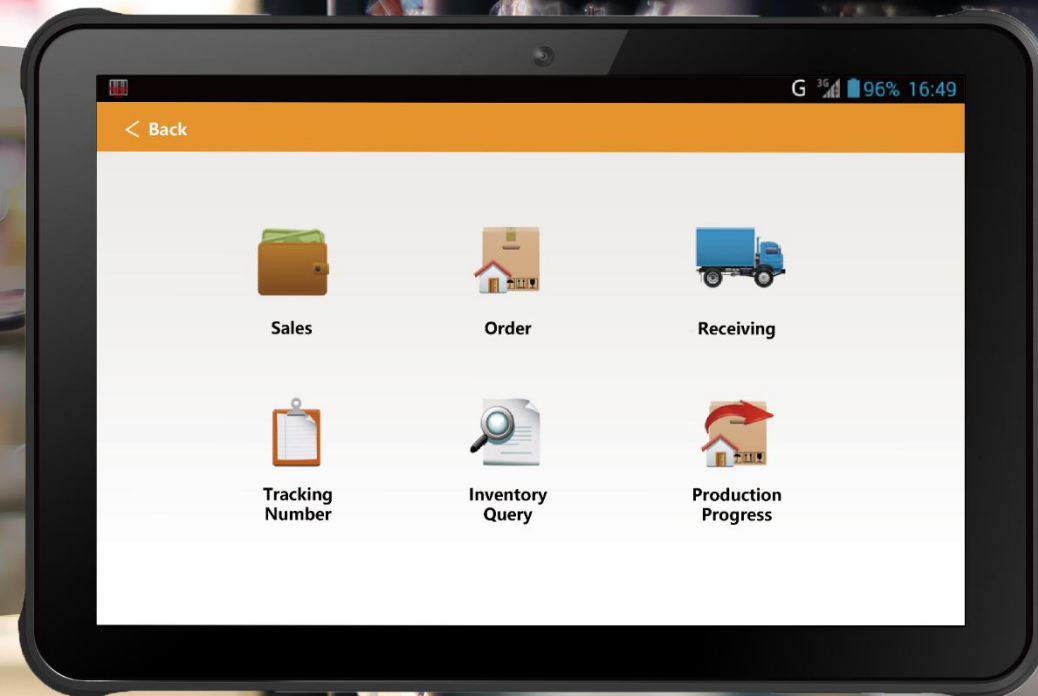 G 3G 96% 16:49
< Back
Sales
Order
Receiving
Tracking
Number
Inventory
Query
Production
Progress